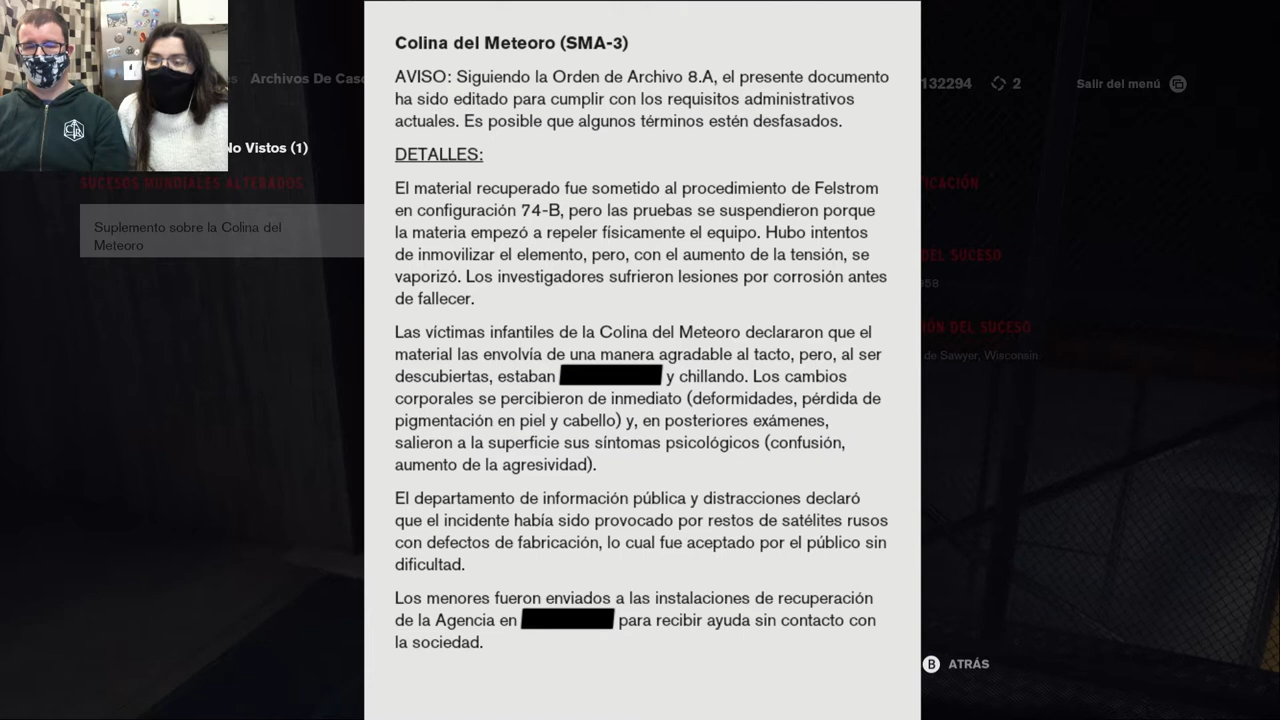 Colina del Meteoro (SMA-3)
AVISO: Siguiendo la Orden de Archivo 8.A, el presente documento
ha sido editado para cumplir con los requisitos administrativos
actuales. Es posible que algunos términos estén desfasados.
DETALLES:
El material recuperado fue sometido al procedimiento de Felstrom
en configuración 74-B, pero las pruebas se suspendieron porque
la materia empezó a repeler físicamente el equipo. Hubo intentos
de inmovilizar el elemento, pero, con el aumento de la tensión, se
vaporizó. Los investigadores sufrieron lesiones por corrosión antes
de fallecer.
Las víctimas infantiles de la Colina del Meteoro declararon que el
material las envolvía de una manera agradable al tacto, pero, al ser
descubiertas, estaban y chillando. Los cambios
corporales se percibieron de inmediato (deformidades, pérdida de
pigmentación en piel y cabello) y, en posteriores exámenes,
salieron a la superficie sus síntomas psicológicos (confusión,
aumento de la agresividad).
El departamento de información pública y distracciones declaró
que el incidente había sido provocado por restos de satélites rusos
con defectos de fabricación, lo cual fue aceptado por el público sin
dificultad.
Los menores fueron enviados a las instalaciones de recuperación
de la Agencia en para recibir ayuda sin contacto con
la sociedad.
Archivos De Caso
No Vistos (1)
SUCESOS MUNDIALES ALTERADOS
Suplemento sobre la Colina del
Meteoro
132294 2 Salir del menú
DEL SUCESO
de Sawyer, Wisconsin
B ATRÁS